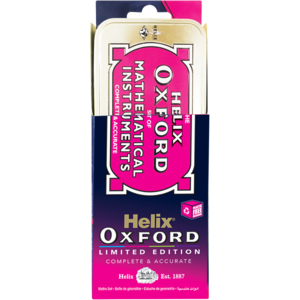 THE
HELIX
OXFORD
SET OF
MATHEMATICAL
INSTRUMENTS
COMPLETE & ACCURATE
Helix®
OXFORD
LIMITED EDITION
COMPLETE & ACCURATE
Helix Est. 1887